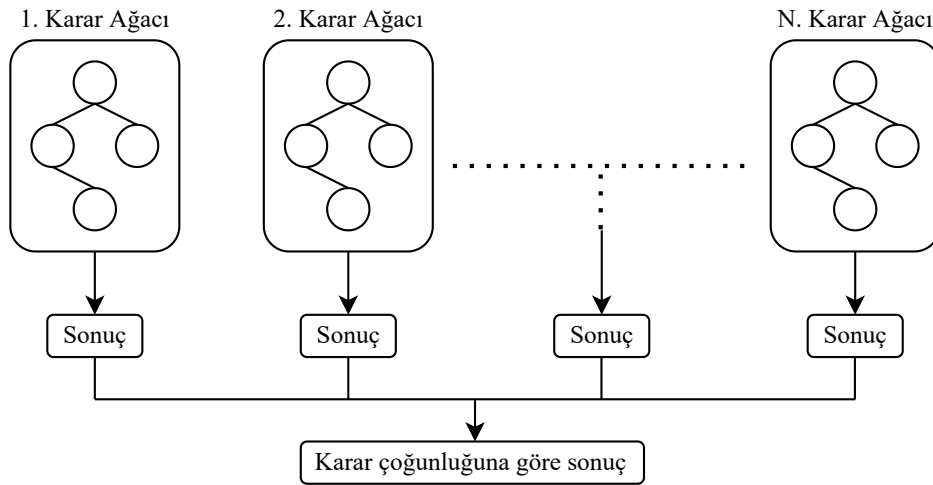 1. Karar Ağacı
2. Karar Ağacı
N. Karar Ağacı
Sonuç
Sonuç
Sonuç
Sonuç
Karar çoğunluğuna göre sonuç